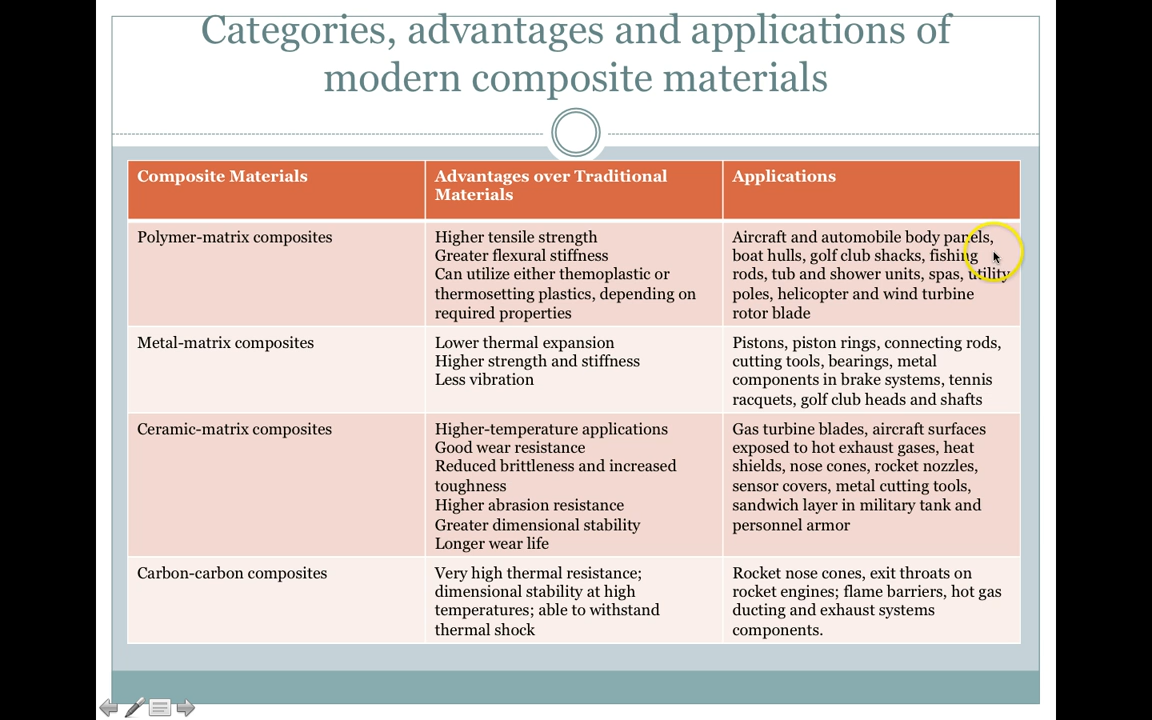 Categories, advantages and applications of
modern composite materials
Composite Materials
Advantages over Traditional
Materials
Applications
Polymer-matrix composites
Higher tensile strength
Greater flexural stiffness
Can utilize either themoplastic or
thermosetting plastics, depending on
required properties
Aircraft and automobile body panels,
boat hulls, golf club shacks, fishing
rods, tub and shower units, spas, utility
poles, helicopter and wind turbine
rotor blade
Metal-matrix composites
Lower thermal expansion
Higher strength and stiffness
Less vibration
Pistons, piston rings, connecting rods,
cutting tools, bearings, metal
components in brake systems, tennis
racquets, golf club heads and shafts
Ceramic-matrix composites
Higher-temperature applications
Good wear resistance
Reduced brittleness and increased
toughness
Higher abrasion resistance
Greater dimensional stability
Longer wear life
Gas turbine blades, aircraft surfaces
exposed to hot exhaust gases, heat
shields, nose cones, rocket nozzles,
sensor covers, metal cutting tools,
sandwich layer in military tank and
personnel armor
Carbon-carbon composites
Very high thermal resistance;
dimensional stability at high
temperatures; able to withstand
thermal shock
Rocket nose cones, exit throats on
rocket engines; flame barriers, hot gas
ducting and exhaust systems
components.